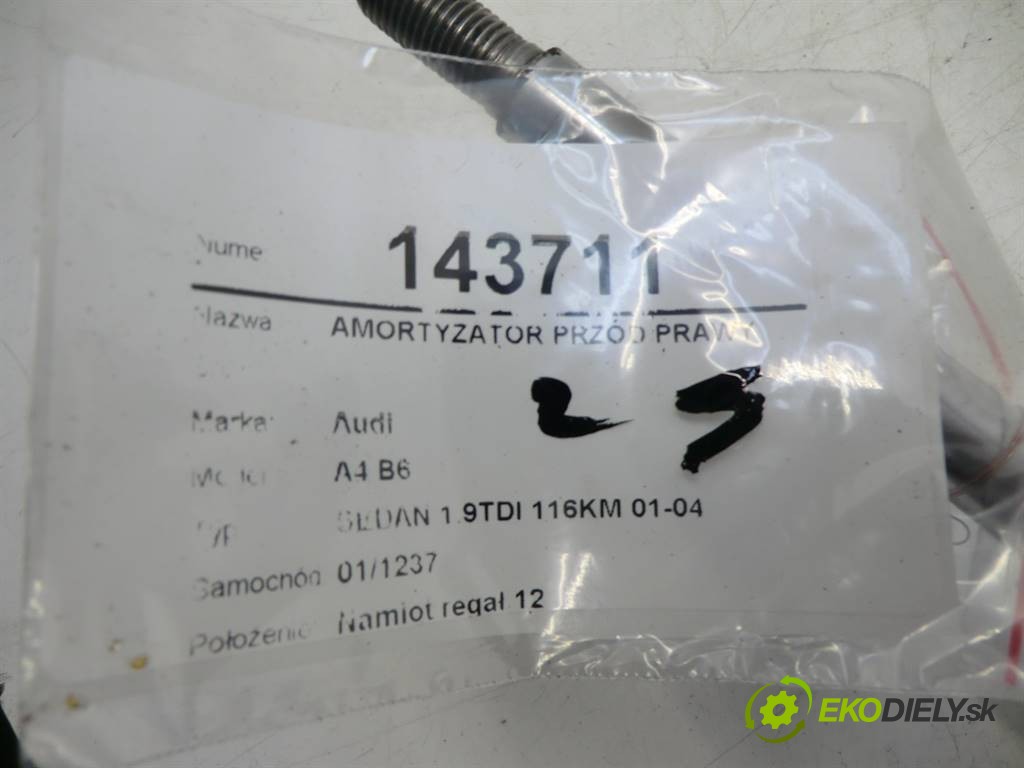 Nume 143711
Nazwa AMORTYZATOR PRZÓD PRAWY
Marka: Audi
Model A4 B6
Typ SEDAN 1.9TDI 116KM 01-04
Samochód 01/1237
Położenie Namiot regał 12
EKODIELY.sk